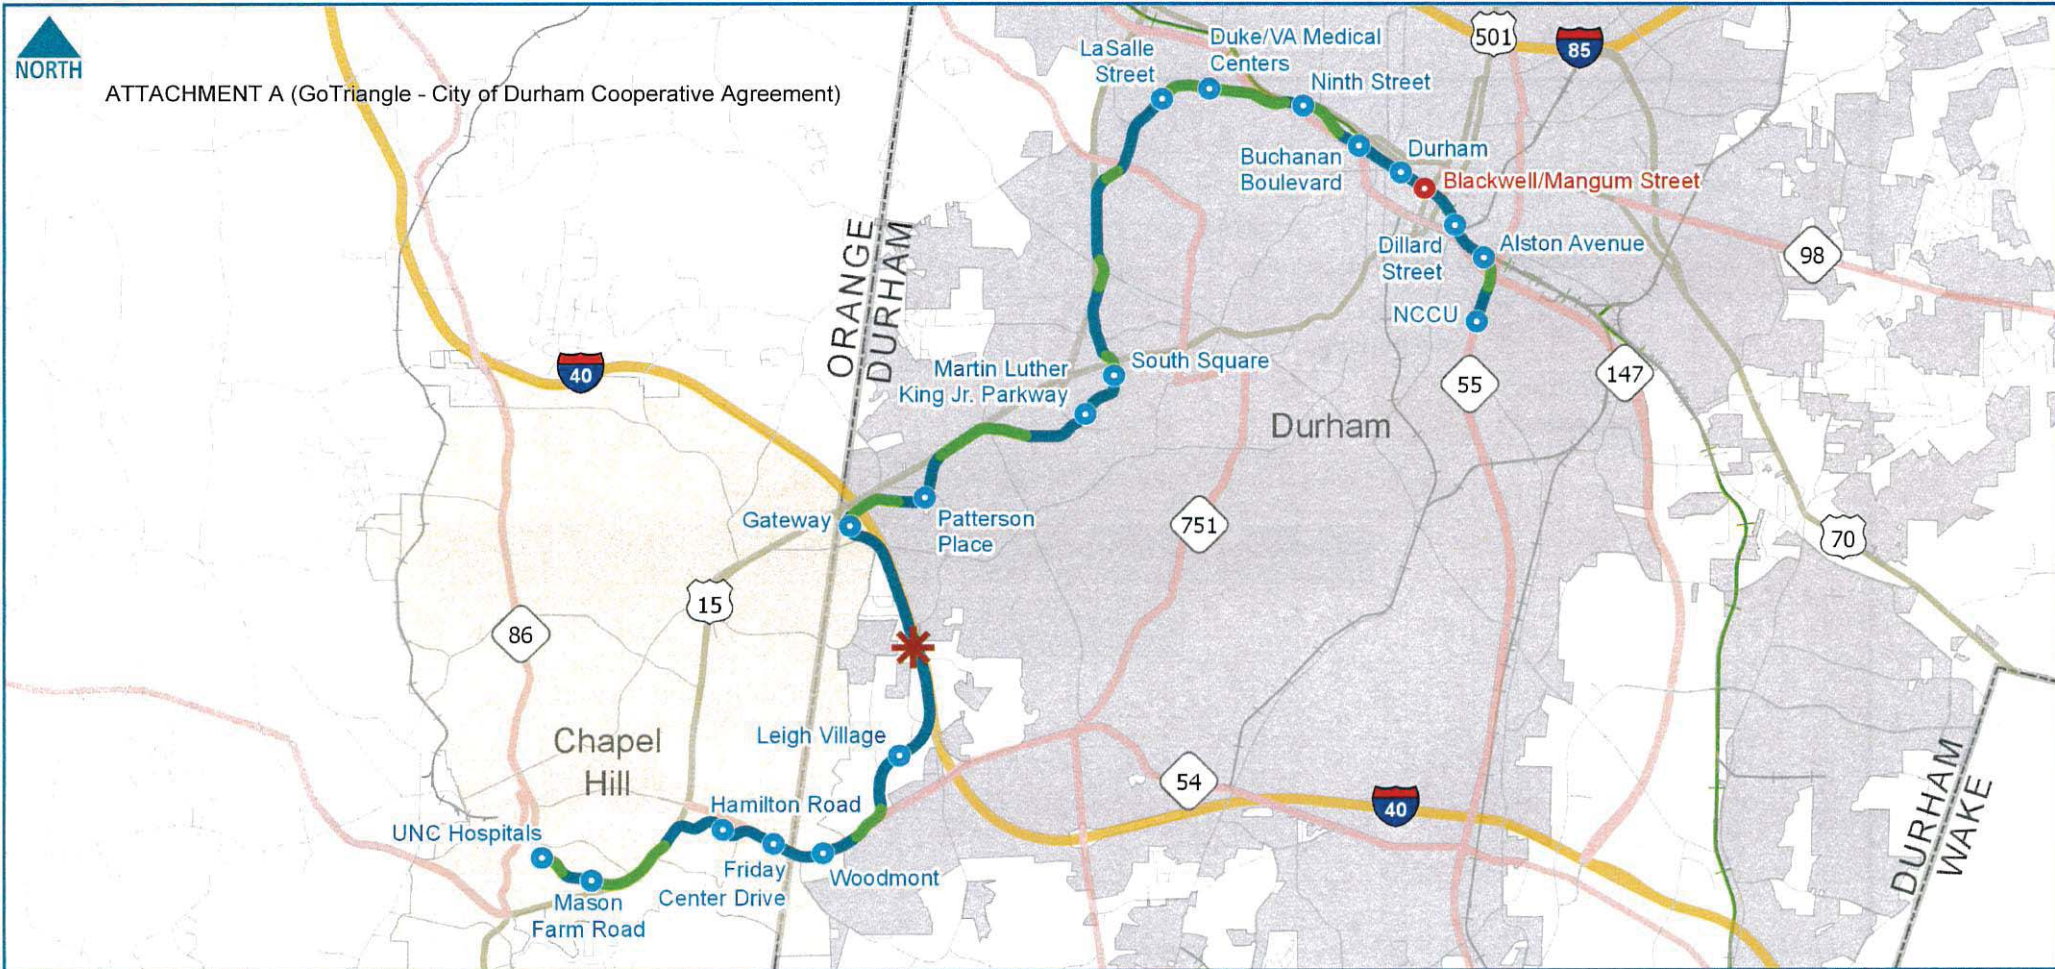 NORTH
ATTACHMENT A (GoTriangle - City of Durham Cooperative Agreement)
LaSalle
Street
Duke/VA Medical
Centers
Ninth Street
501
85
Buchanan
Boulevard
Durham
Blackwell/Mangum Street
Dillard
Street
Alston Avenue
98
NCCU
ORANGE
DURHAM
40
Martin Luther
King Jr. Parkway
South Square
55
147
Durham
Gateway
Patterson
Place
751
70
15
86
Chapel
Hill
Leigh Village
54
40
Hamilton Road
UNC Hospitals
Friday
Center Drive
Woodmont
Mason
Farm Road
DURHAM
WAKE